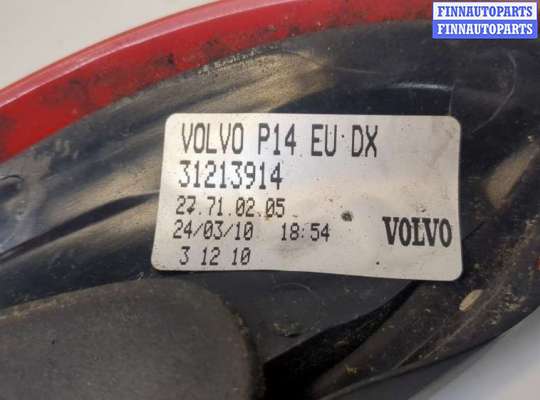 FINNAUTOPARTS
FINNAUTOPARTS
VOLVO P14 EU DX
31213914
27.71.02.05
24/03/10 18:54
3 12 10
VOLVO